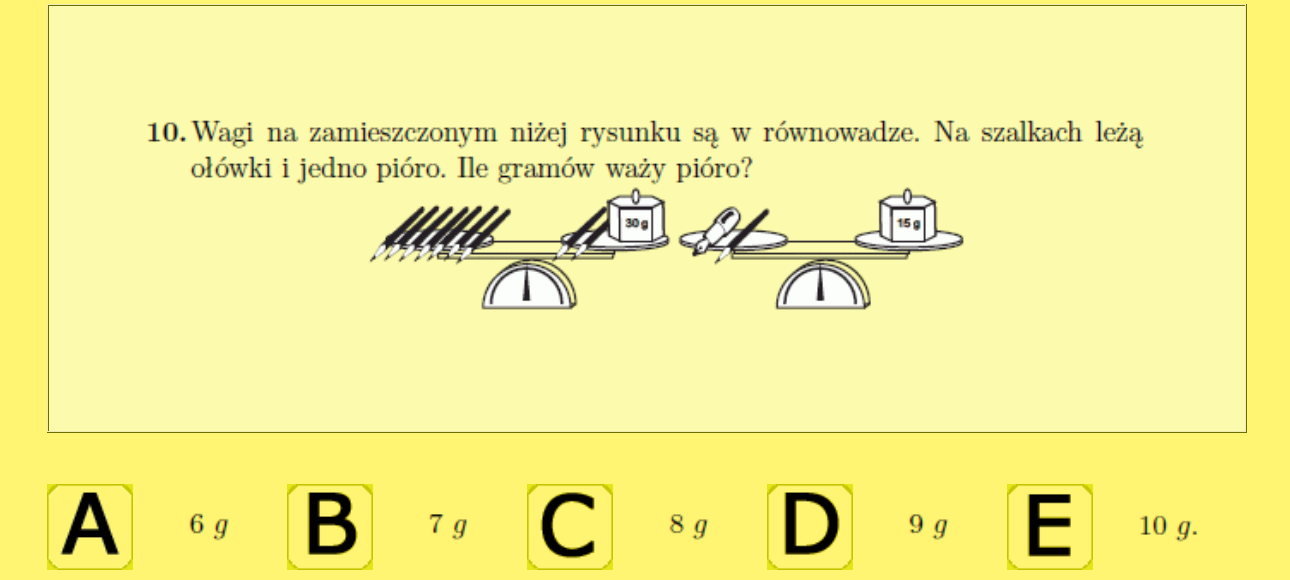 10. Wagi na zamieszczonym niżej rysunku są w równowadze. Na szalkach leżą
ołówki i jedno pióro. Ile gramów waży pióro?
30 g 15 g
A 6 g B 7 g C 8 g D 9 g E 10 g.